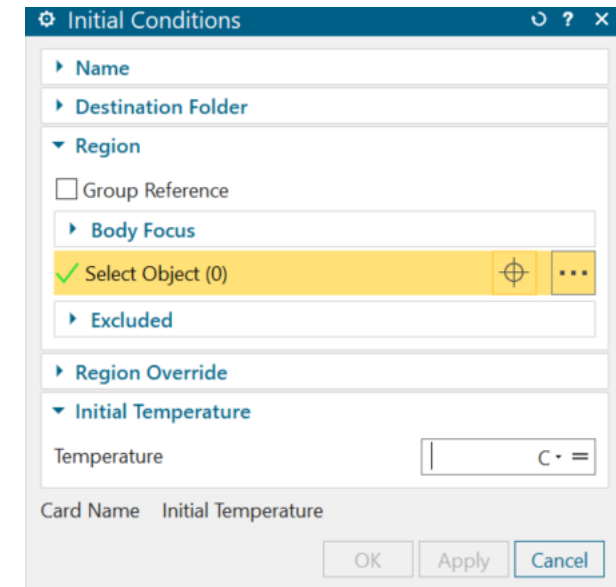 Initial Conditions ?
Name
Destination Folder
Region
Group Reference
Body Focus
Select Object (0)
Excluded
Region Override
Initial Temperature
Temperature C
Card Name Initial Temperature
OK Apply Cancel